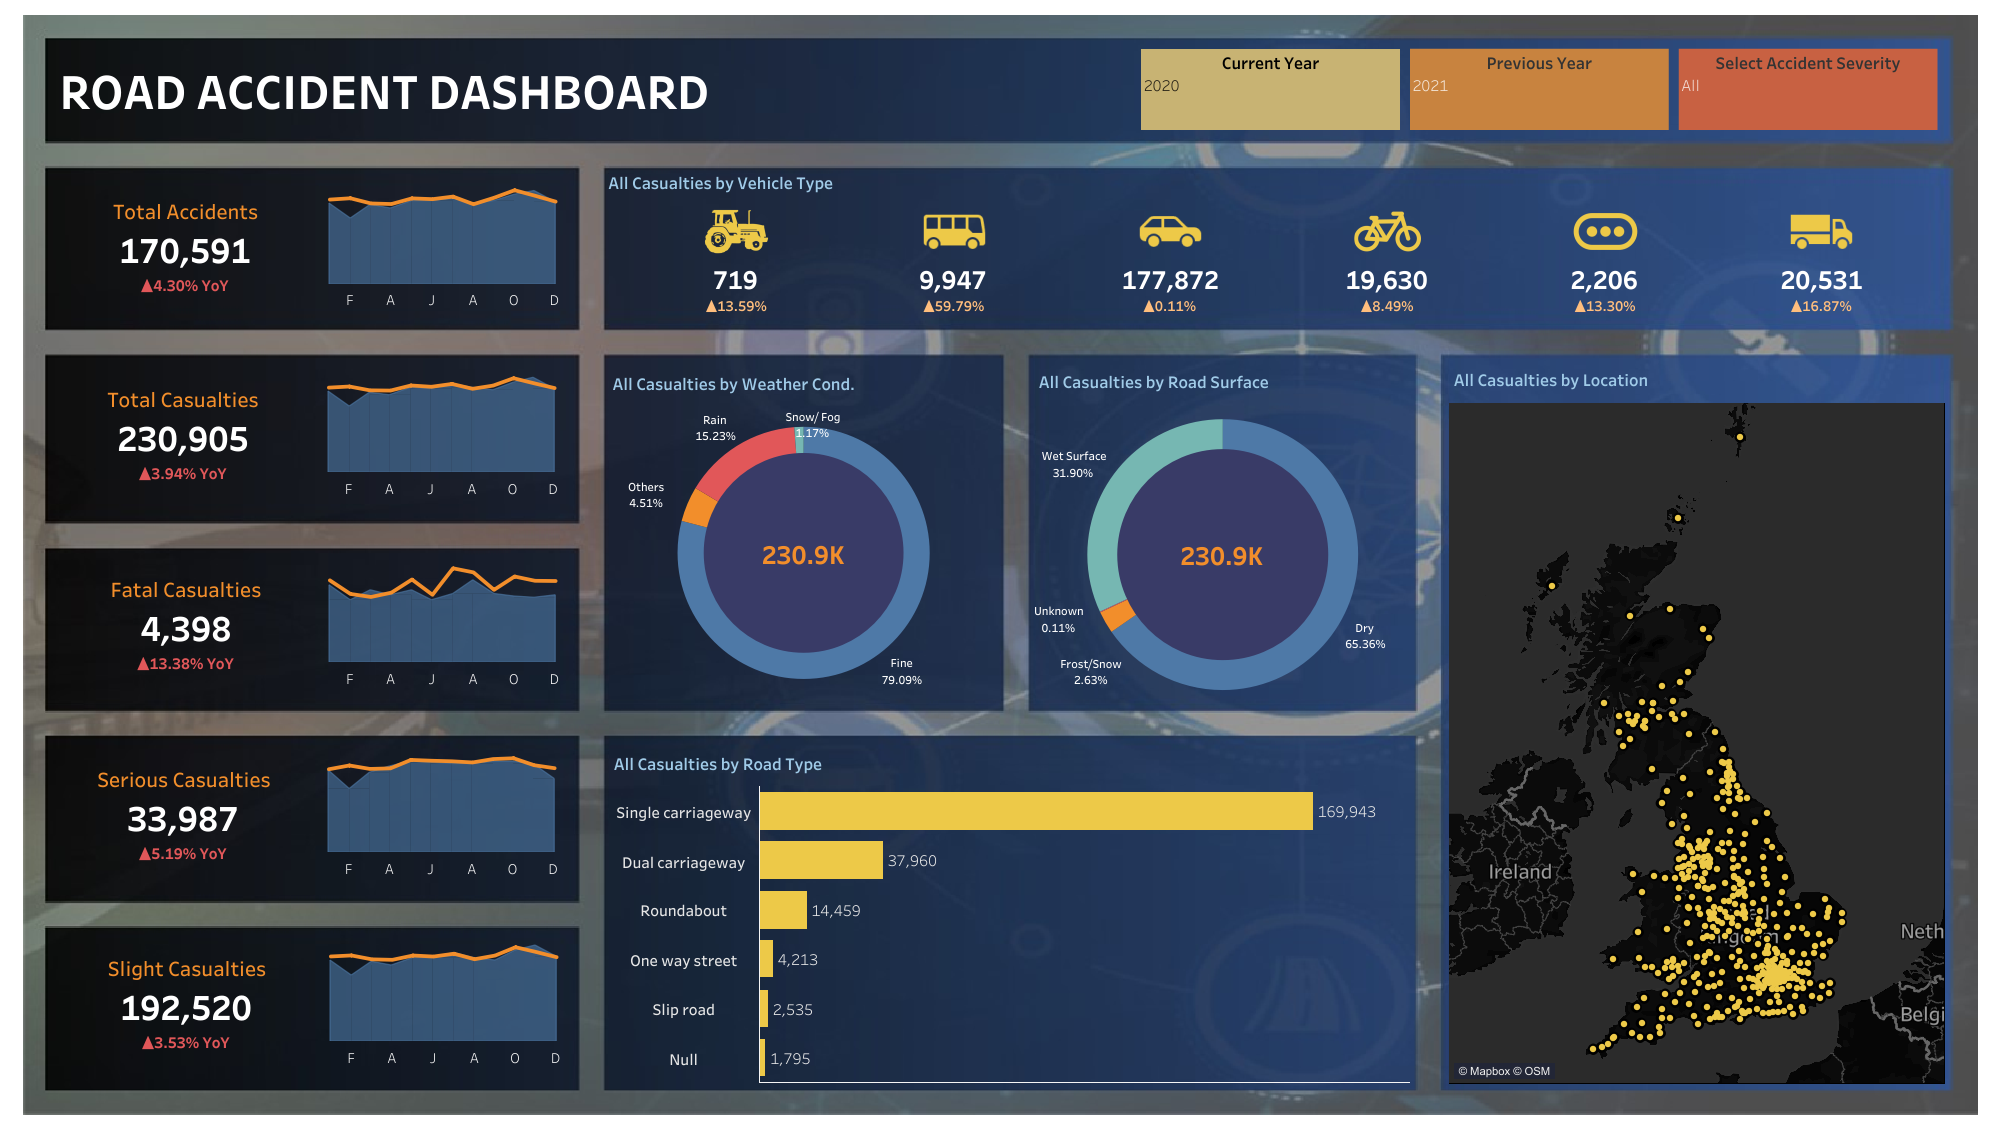 ROAD ACCIDENT DASHBOARD
Current Year
2020
Previous Year
2021
Select Accident Severity
All
Total Accidents
170,591
▲4.30% YoY
F A J A O D
All Casualties by Vehicle Type
719
▲13.59%
9,947
▲59.79%
177,872
▲0.11%
19,630
▲8.49%
2,206
▲13.30%
20,531
▲16.87%
Total Casualties
230,905
▲3.94% YoY
F A J A O D
Fatal Casualties
4,398
▲13.38% YoY
F A J A O D
Serious Casualties
33,987
▲5.19% YoY
F A J A O D
Slight Casualties
192,520
▲3.53% YoY
F A J A O D
All Casualties by Weather Cond.
Rain
15.23%
Snow/ Fog
1.17%
Others
4.51%
230.9K
Fine
79.09%
All Casualties by Road Surface
Wet Surface
31.90%
230.9K
Unknown
0.11%
Dry
65.36%
Frost/Snow
2.63%
All Casualties by Road Type
Single carriageway 169,943
Dual carriageway 37,960
Roundabout 14,459
One way street 4,213
Slip road 2,535
Null 1,795
All Casualties by Location
Ireland
Neth
Belgi
© Mapbox © OSM